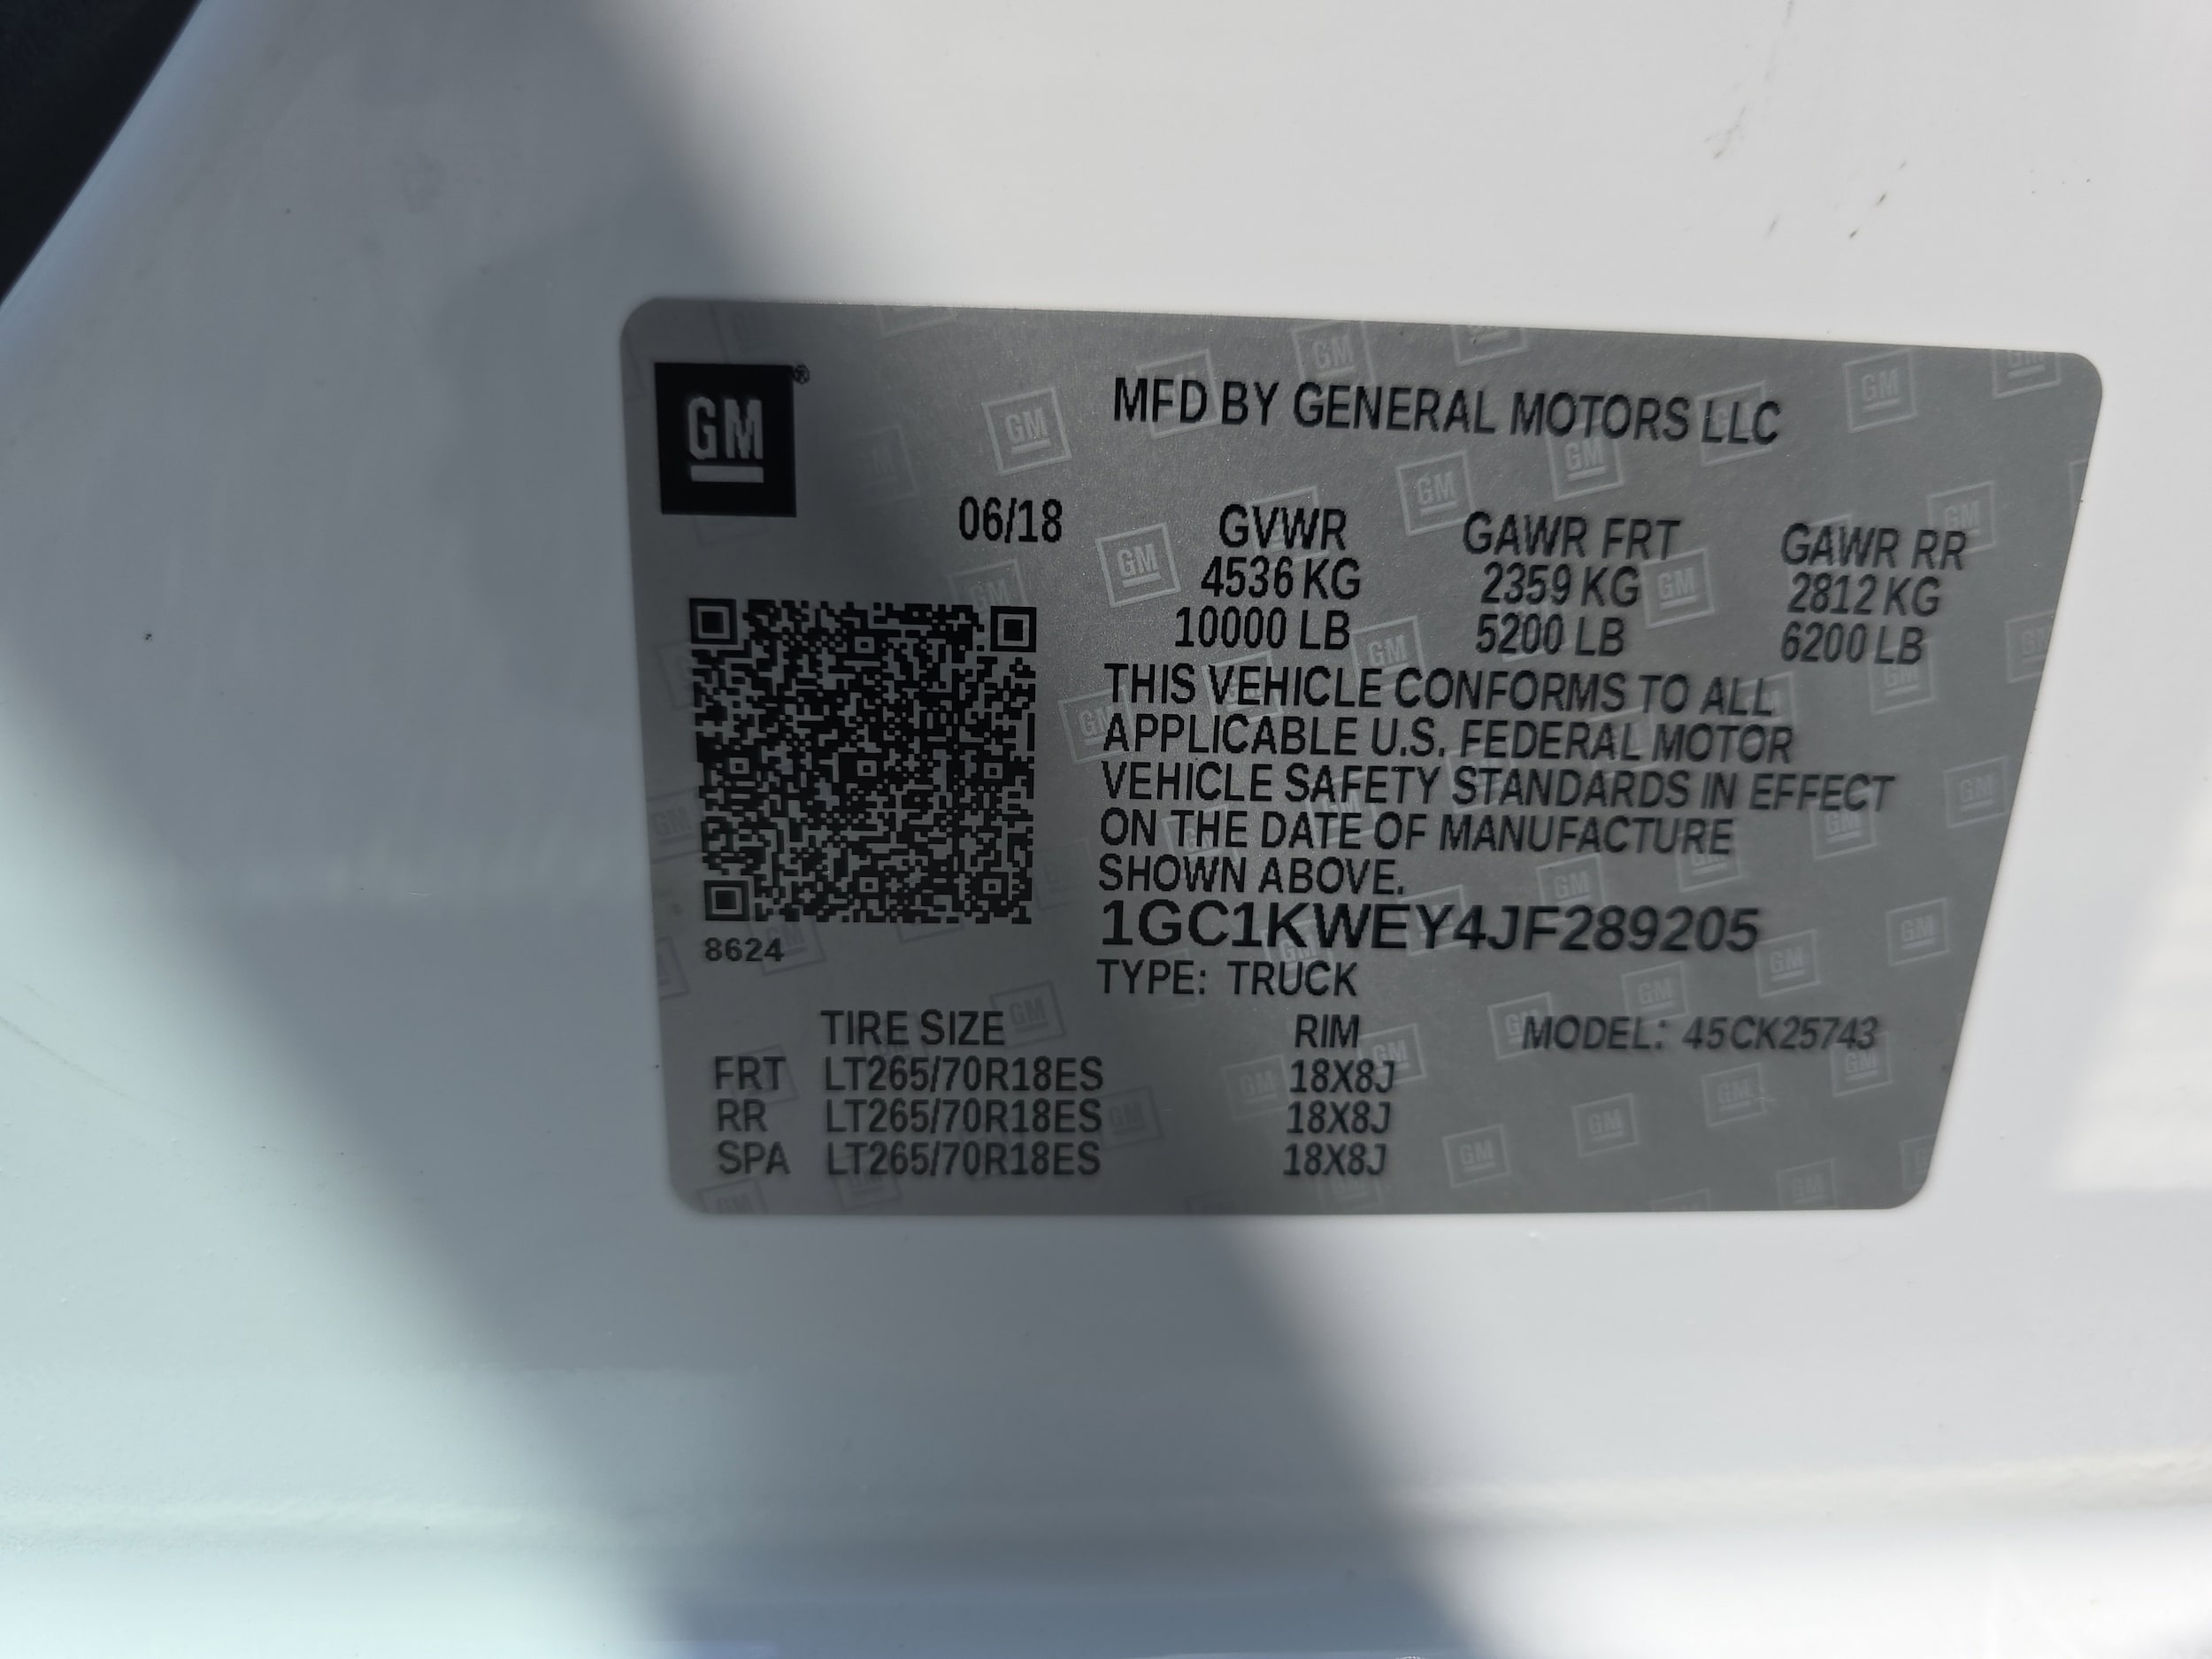 GM®
MFD BY GENERAL MOTORS LLC
06/18 GVWR GAWR FRT GAWR RR
4536 KG 2359 KG 2812 KG
10000 LB 5200 LB 6200 LB
THIS VEHICLE CONFORMS TO ALL
APPLICABLE U.S. FEDERAL MOTOR
VEHICLE SAFETY STANDARDS IN EFFECT
ON THE DATE OF MANUFACTURE
SHOWN ABOVE.
1GC1KWEY4JF289205
8624
TYPE: TRUCK
TIRE SIZE RIM MODEL: 45CK25743
FRT LT265/70R18ES 18X8J
RR LT265/70R18ES 18X8J
SPA LT265/70R18ES 18X8J